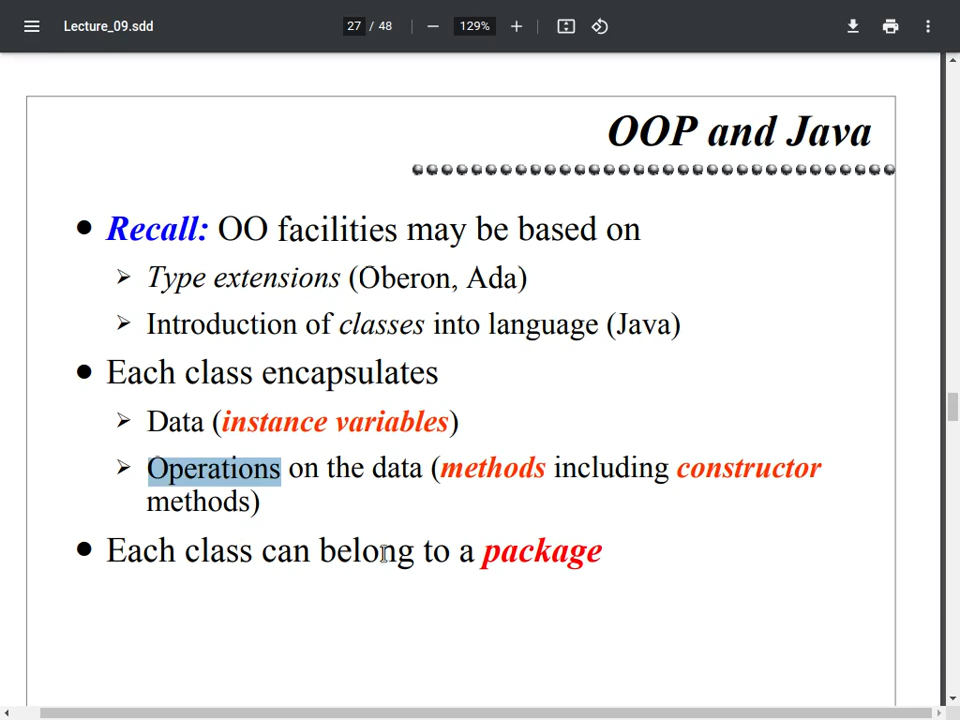 Lecture_09.sdd
27 / 48
129%
OOP and Java
● Recall: OO facilities may be based on
➢ Type extensions (Oberon, Ada)
➢ Introduction of classes into language (Java)
● Each class encapsulates
➢ Data (instance variables)
➢ Operations on the data (methods including constructor
methods)
● Each class can belong to a package